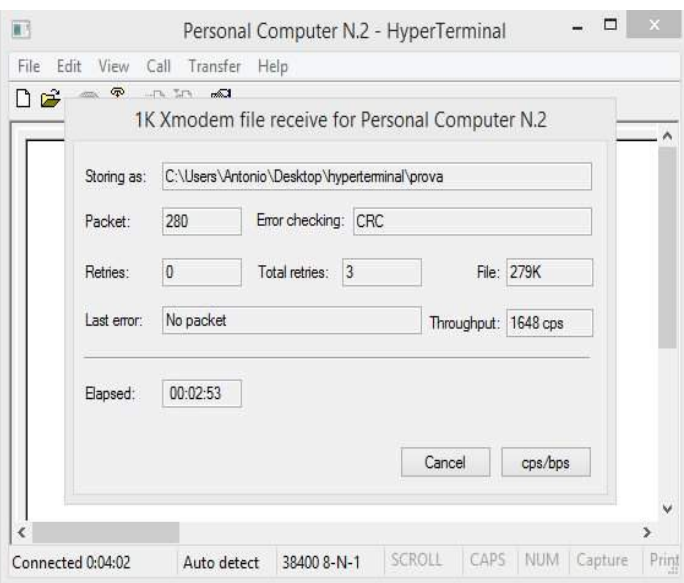 Personal Computer N.2 - HyperTerminal
File Edit View Call Transfer Help
1K Xmodem file receive for Personal Computer N.2
Storing as: C:\Users\Antonio\Desktop\hyperterminal\prova
Packet: 280 Error checking: CRC
Retries: 0 Total retries: 3 File: 279K
Last error: No packet Throughput: 1648 cps
Elapsed: 00:02:53
Cancel cps/bps
Connected 0:04:02 Auto detect 38400 8-N-1 SCROLL CAPS NUM Capture Print